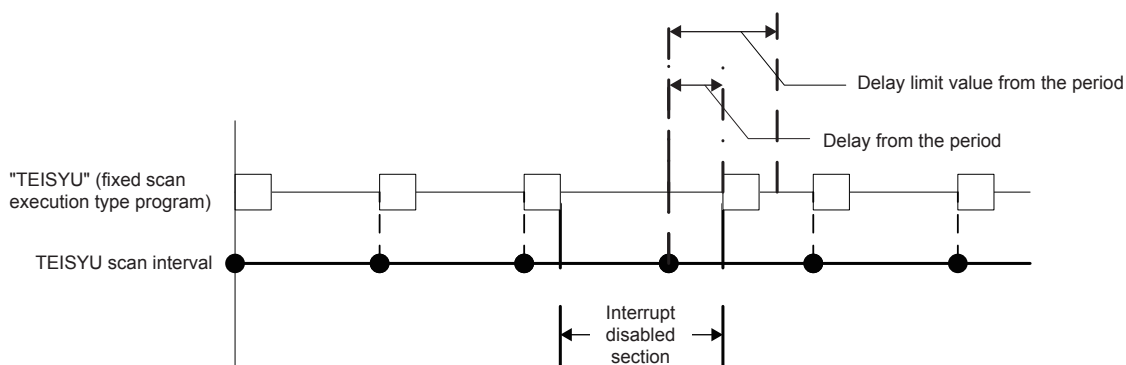 Delay limit value from the period
Delay from the period
"TEISYU" (fixed scan
execution type program)
TEISYU scan interval
Interrupt
disabled
section